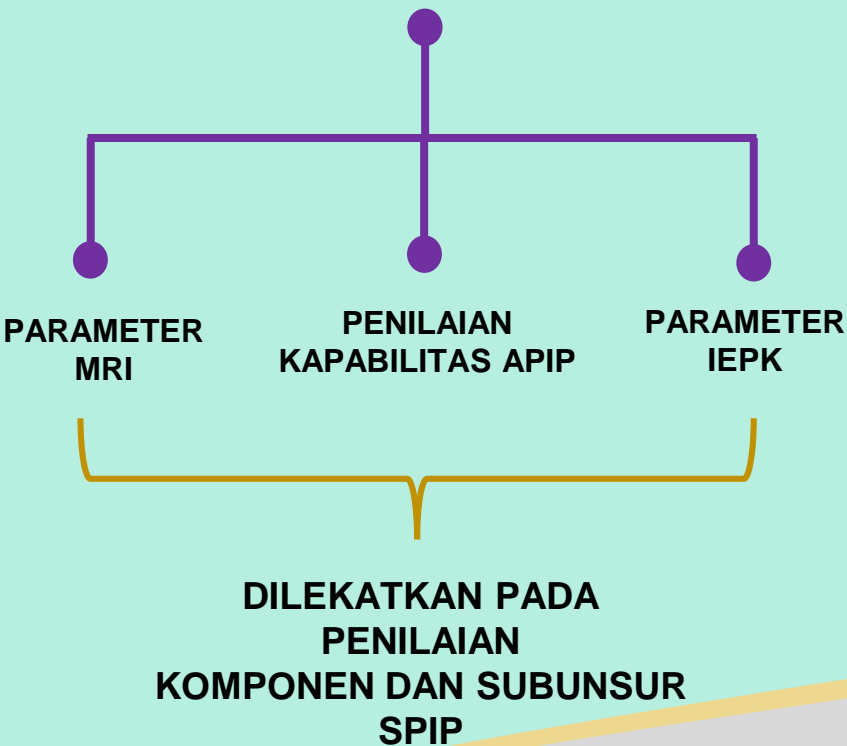 PARAMETER
MRI
PENILAIAN
KAPABILITAS APIP
PARAMETER
IEPK
DILEKATKAN PADA
PENILAIAN
KOMPONEN DAN SUBUNSUR
SPIP